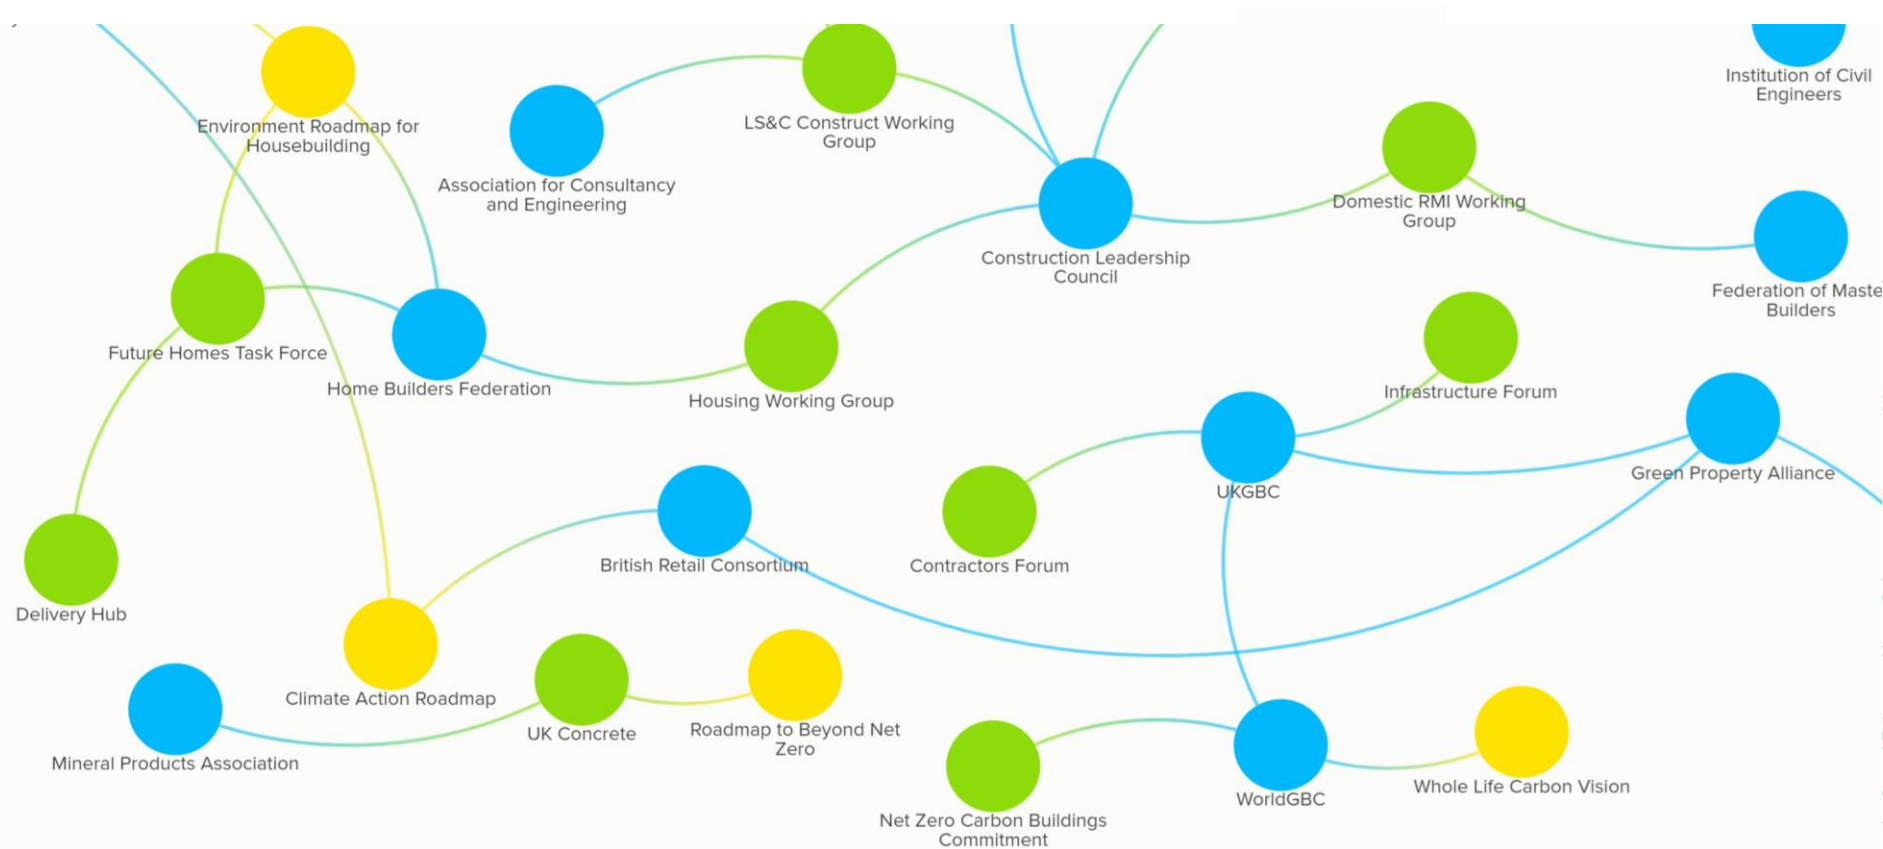 Institution of Civil
Engineers
Environment Roadmap for
Housebuilding
LS&C Construct Working
Group
Association for Consultancy
and Engineering
Domestic RMI Working
Group
Construction Leadership
Council
Federation of Maste
Builders
Future Homes Task Force
Home Builders Federation
Housing Working Group
Infrastructure Forum
Green Property Alliance
UKGBC
British Retail Consortium
Contractors Forum
Delivery Hub
Climate Action Roadmap
UK Concrete
Roadmap to Beyond Net
Zero
Mineral Products Association
Whole Life Carbon Vision
WorldGBC
Net Zero Carbon Buildings
Commitment